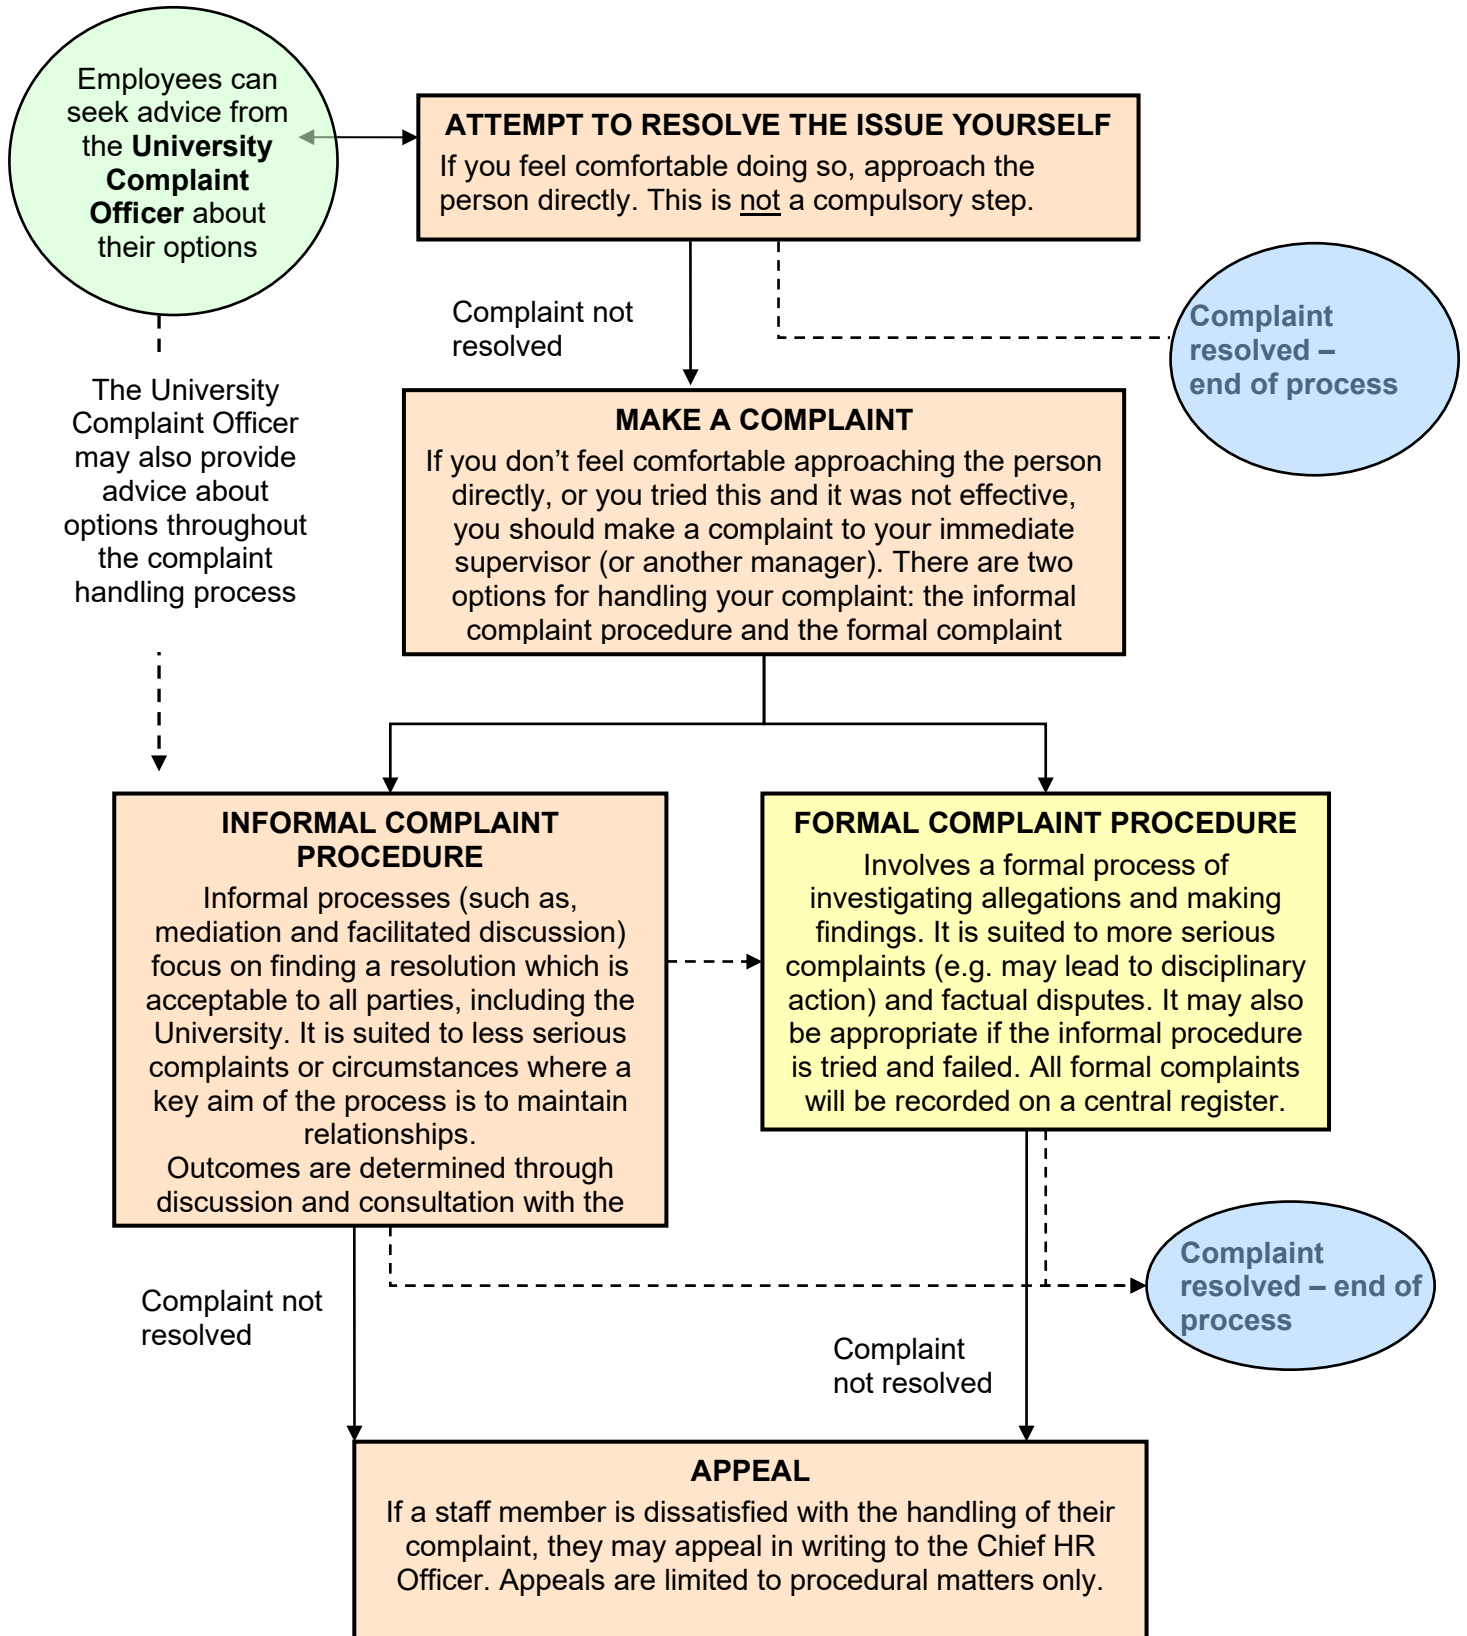 Employees can
seek advice from
the University
Complaint
Officer about
their options
ATTEMPT TO RESOLVE THE ISSUE YOURSELF
If you feel comfortable doing so, approach the
person directly. This is not a compulsory step.
Complaint not
resolved
Complaint
resolved –
end of process
The University
Complaint Officer
may also provide
advice about
options throughout
the complaint
handling process
MAKE A COMPLAINT
If you don’t feel comfortable approaching the person
directly, or you tried this and it was not effective,
you should make a complaint to your immediate
supervisor (or another manager). There are two
options for handling your complaint: the informal
complaint procedure and the formal complaint
INFORMAL COMPLAINT
PROCEDURE
Informal processes (such as,
mediation and facilitated discussion)
focus on finding a resolution which is
acceptable to all parties, including the
University. It is suited to less serious
complaints or circumstances where a
key aim of the process is to maintain
relationships.
Outcomes are determined through
discussion and consultation with the
FORMAL COMPLAINT PROCEDURE
Involves a formal process of
investigating allegations and making
findings. It is suited to more serious
complaints (e.g. may lead to disciplinary
action) and factual disputes. It may also
be appropriate if the informal procedure
is tried and failed. All formal complaints
will be recorded on a central register.
Complaint not
resolved
Complaint
resolved – end of
process
Complaint
not resolved
APPEAL
If a staff member is dissatisfied with the handling of their
complaint, they may appeal in writing to the Chief HR
Officer. Appeals are limited to procedural matters only.